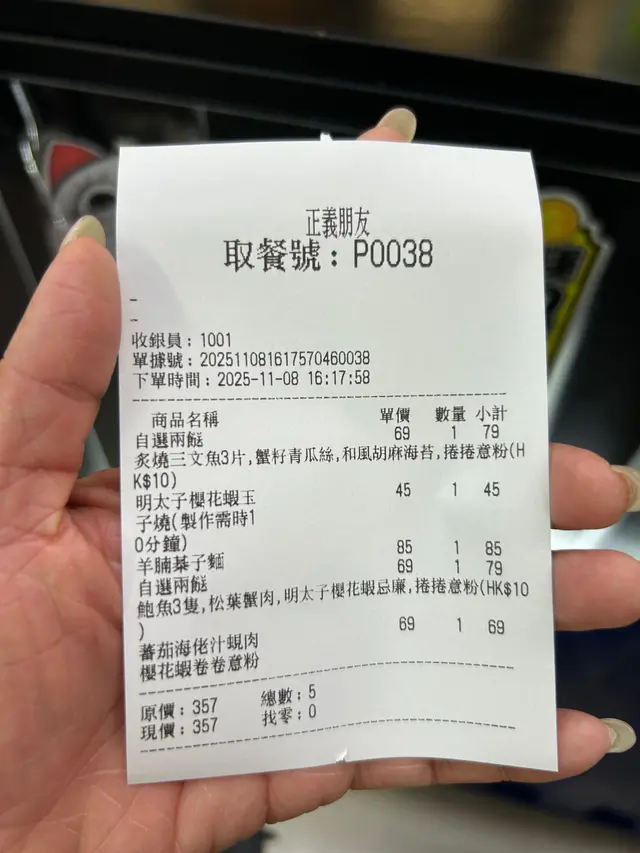 正義朋友
取餐號：P0038
-
-
收銀員：1001
單據號：202511081617570460038
下單時間：2025-11-08 16:17:58
商品名稱 單價 數量 小計
自選兩餸 69 1 79
炙燒三文魚3片,蟹籽青瓜絲,和風胡麻海苔,捲捲意粉(H
K$10)
明太子櫻花蝦玉 45 1 45
子燒(製作需時1
0分鐘)
羊腩棊子麵 85 1 85
自選兩餸 69 1 79
鮑魚3隻,松葉蟹肉,明太子櫻花蝦忌廉,捲捲意粉(HK$10
)
蕃茄海佬汁蜆肉 69 1 69
櫻花蝦卷卷意粉
原價：357 總數：5
現價：357 找零：0